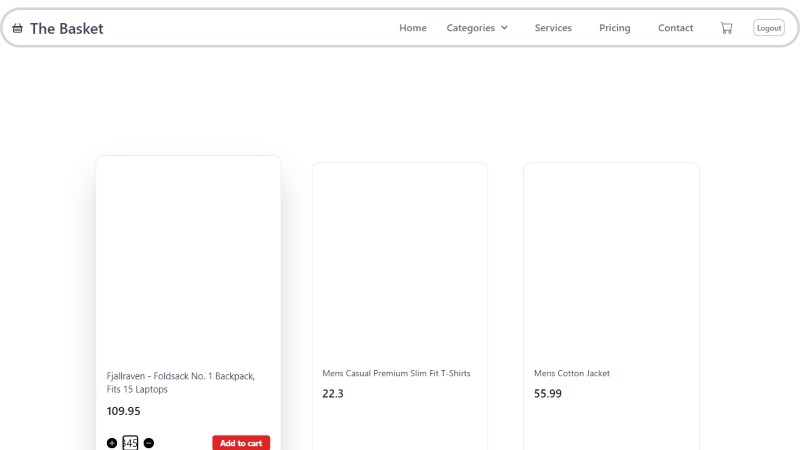 The Basket
Home Categories Services Pricing Contact Logout
Fjallraven - Foldsack No. 1 Backpack,
Fits 15 Laptops
109.95
Add to cart
Mens Casual Premium Slim Fit T-Shirts
22.3
Mens Cotton Jacket
55.99